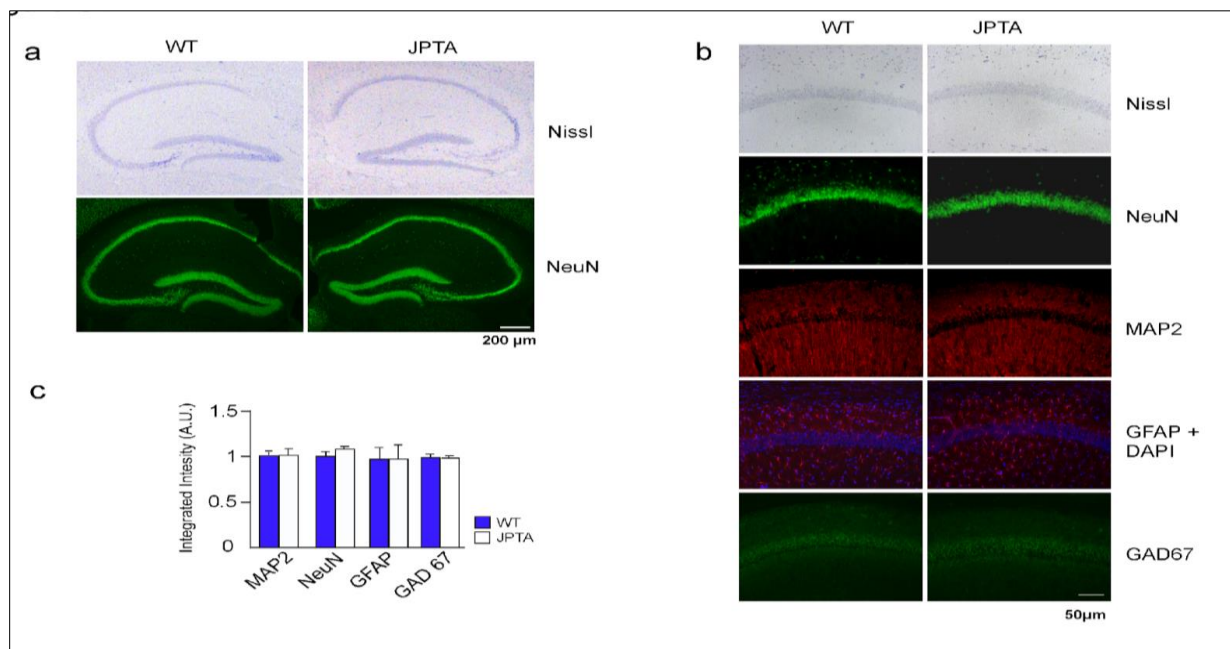 a
WT JPTA
Nissl
NeuN
200 µm
b
WT JPTA
Nissl
NeuN
MAP2
GFAP +
DAPI
GAD67
50µm
c
Integrated Intesity (A.U.)
1.5
1
0.5
0
MAP2 NeuN GFAP GAD 67
WT
JPTA